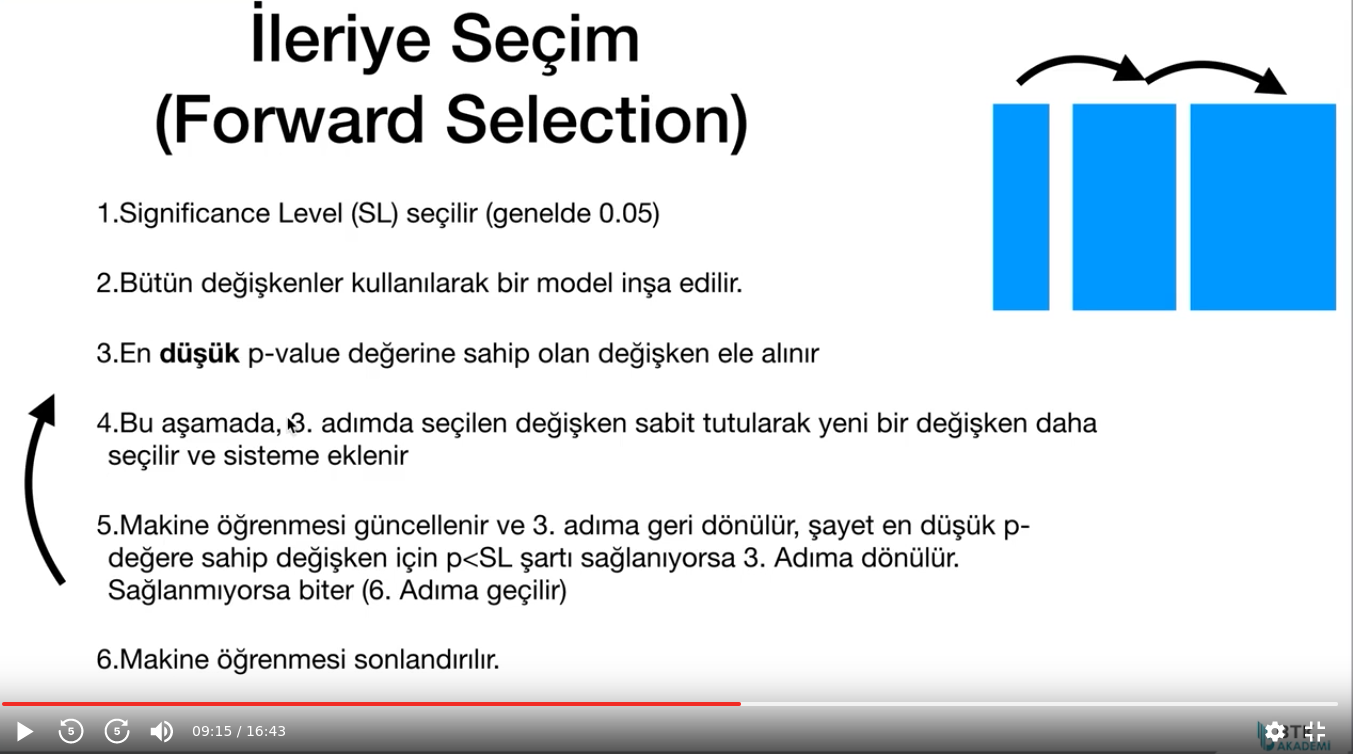 İleriye Seçim
(Forward Selection)
1.Significance Level (SL) seçilir (genelde 0.05)
2.Bütün değişkenler kullanılarak bir model inşa edilir.
3.En düşük p-value değerine sahip olan değişken ele alınır
4.Bu aşamada, 3. adımda seçilen değişken sabit tutularak yeni bir değişken daha
seçilir ve sisteme eklenir
5.Makine öğrenmesi güncellenir ve 3. adıma geri dönülür, şayet en düşük p-
değere sahip değişken için p<SL şartı sağlanıyorsa 3. Adıma dönülür.
Sağlanmıyorsa biter (6. Adıma geçilir)
6.Makine öğrenmesi sonlandırılır.
5 5 09:15 / 16:43
BTK
AKADEMİ